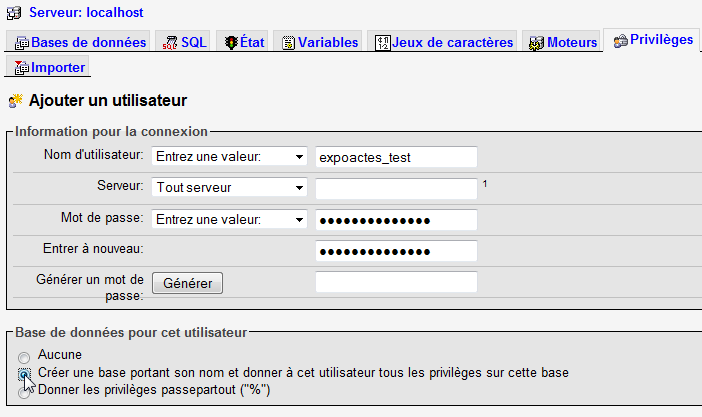 Serveur: localhost
Bases de données SQL État Variables Jeux de caractères Moteurs Privilèges
Importer
Ajouter un utilisateur
Information pour la connexion
Nom d'utilisateur: Entrez une valeur: expoactes_test
Serveur: Tout serveur 1
Mot de passe: Entrez une valeur: ●●●●●●●●●●●●●●
Entrer à nouveau: ●●●●●●●●●●●●●●
Générer un mot de
passe: Générer
Base de données pour cet utilisateur
Aucune
Créer une base portant son nom et donner à cet utilisateur tous les privilèges sur cette base
Donner les privilèges passepartout ("%")